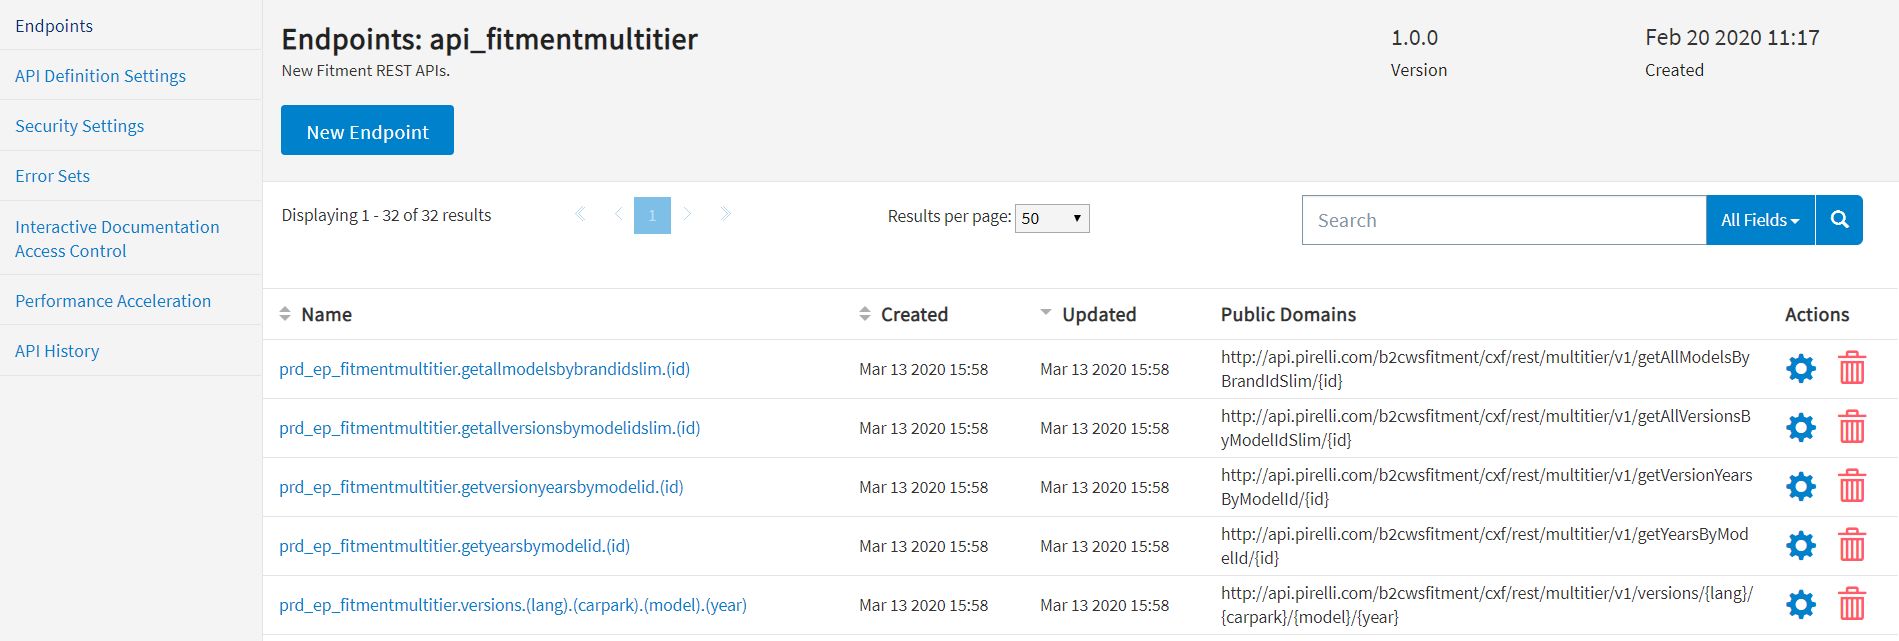 Endpoints
API Definition Settings
Security Settings
Error Sets
Interactive Documentation
Access Control
Performance Acceleration
API History
Endpoints: api_fitmentmultitier
New Fitment REST APIs.
1.0.0
Version
Feb 20 2020 11:17
Created
New Endpoint
Displaying 1 - 32 of 32 results
1
Results per page: 50
Search
All Fields
Name Created Updated Public Domains Actions
prd_ep_fitmentmultitier.getallmodelsbybrandidslim.(id) Mar 13 2020 15:58 Mar 13 2020 15:58 http://api.pirelli.com/b2cwsfitment/cxf/rest/multitier/v1/getAllModelsBy
BrandIdSlim/{id}
prd_ep_fitmentmultitier.getallversionsbymodelidslim.(id) Mar 13 2020 15:58 Mar 13 2020 15:58 http://api.pirelli.com/b2cwsfitment/cxf/rest/multitier/v1/getAllVersionsB
yModelIdSlim/{id}
prd_ep_fitmentmultitier.getversionyearsbymodelid.(id) Mar 13 2020 15:58 Mar 13 2020 15:58 http://api.pirelli.com/b2cwsfitment/cxf/rest/multitier/v1/getVersionYears
ByModelId/{id}
prd_ep_fitmentmultitier.getyearsbymodelid.(id) Mar 13 2020 15:58 Mar 13 2020 15:58 http://api.pirelli.com/b2cwsfitment/cxf/rest/multitier/v1/getYearsByMod
elId/{id}
prd_ep_fitmentmultitier.versions.(lang).(carpark).(model).(year) Mar 13 2020 15:58 Mar 13 2020 15:58 http://api.pirelli.com/b2cwsfitment/cxf/rest/multitier/v1/versions/{lang}/
{carpark}/{model}/{year}